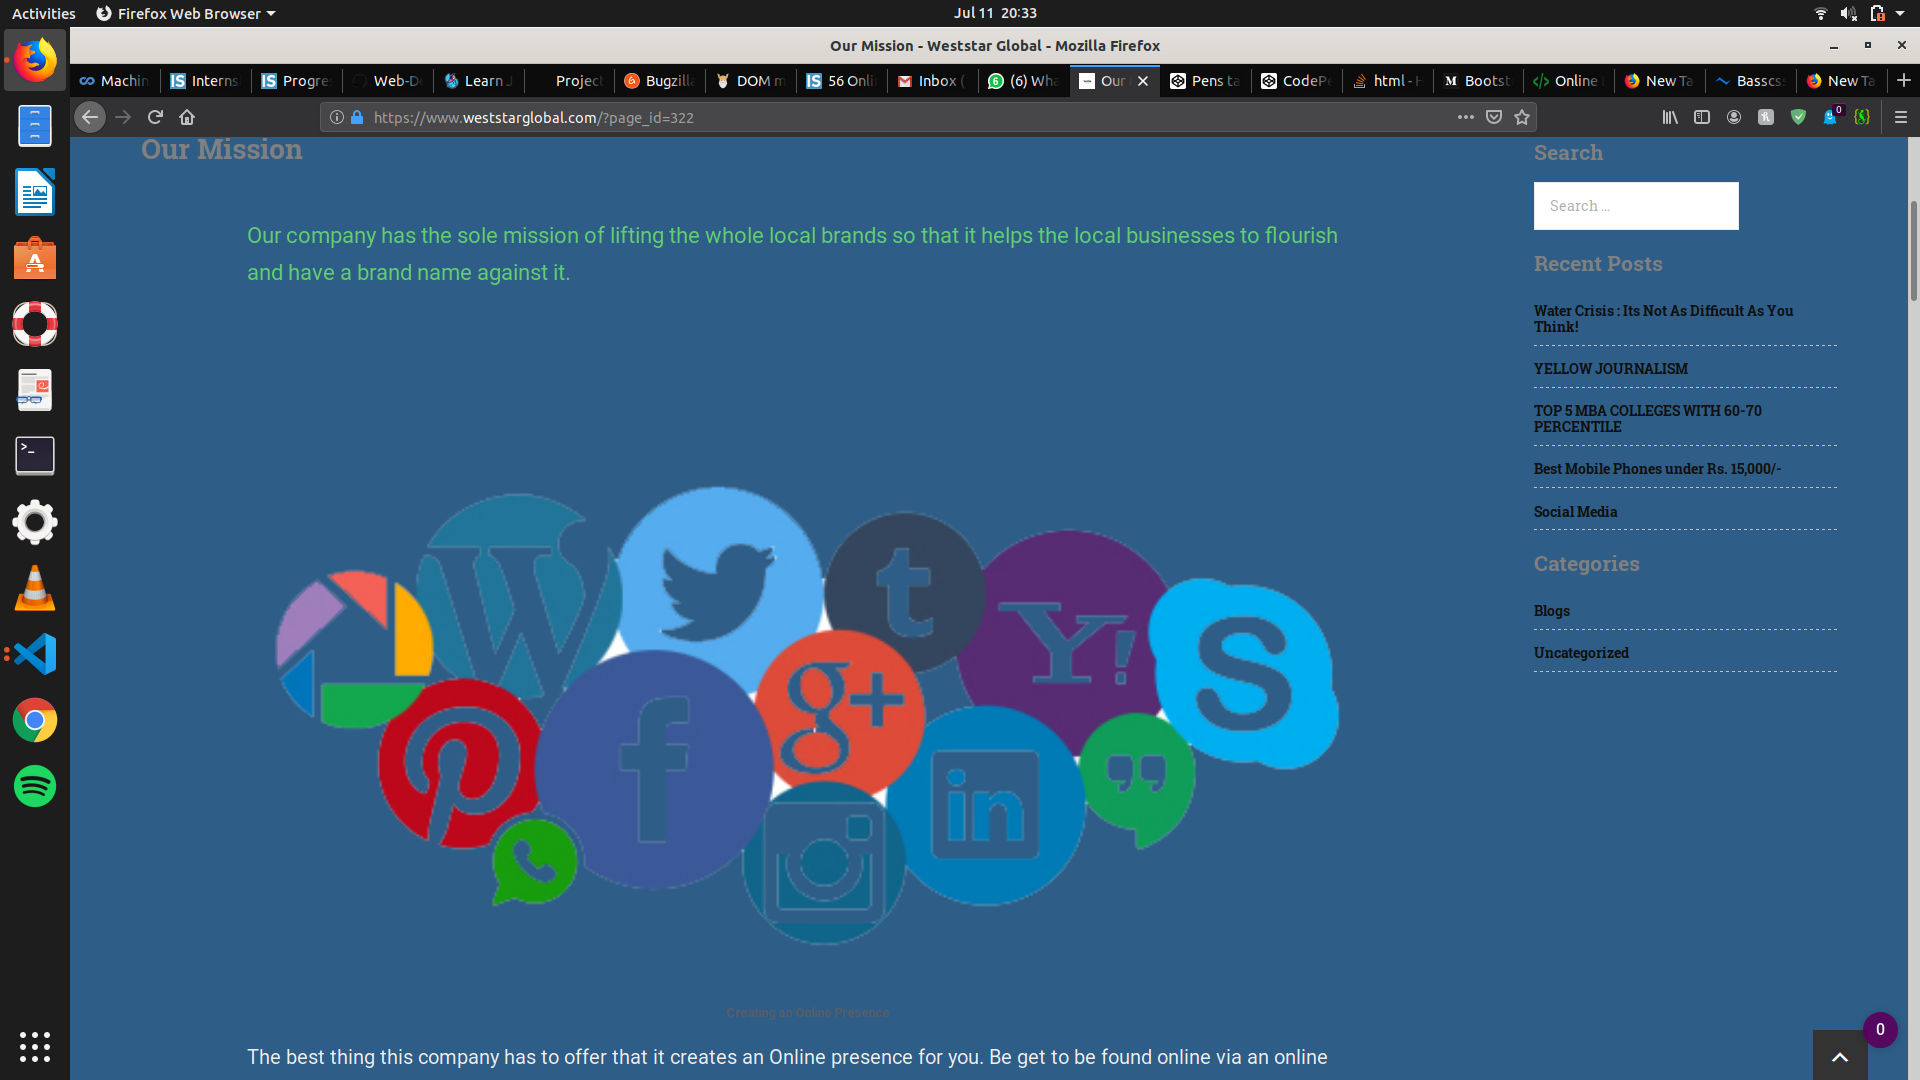 Activities
Firefox Web Browser
Jul 11 20:33
Our Mission - Weststar Global - Mozilla Firefox
Machin
Interns
Progre
Web-De
Learn J
Project
Bugzilla
DOM m
56 Onli
Inbox (
(6) Wha
Our
Pens ta
CodePe
html - H
Bootst
Online
New Ta
Basscs
New Ta
https://www.weststarglobal.com/?page_id=322
0
Our Mission
Our company has the sole mission of lifting the whole local brands so that it helps the local businesses to flourish
and have a brand name against it.
Y!
S
t
W
g+
f
in
Creating an Online Presence
The best thing this company has to offer that it creates an Online presence for you. Be get to be found online via an online
Search
Search ...
Recent Posts
Water Crisis : Its Not As Difficult As You
Think!
YELLOW JOURNALISM
TOP 5 MBA COLLEGES WITH 60-70
PERCENTILE
Best Mobile Phones under Rs. 15,000/-
Social Media
Categories
Blogs
Uncategorized
0